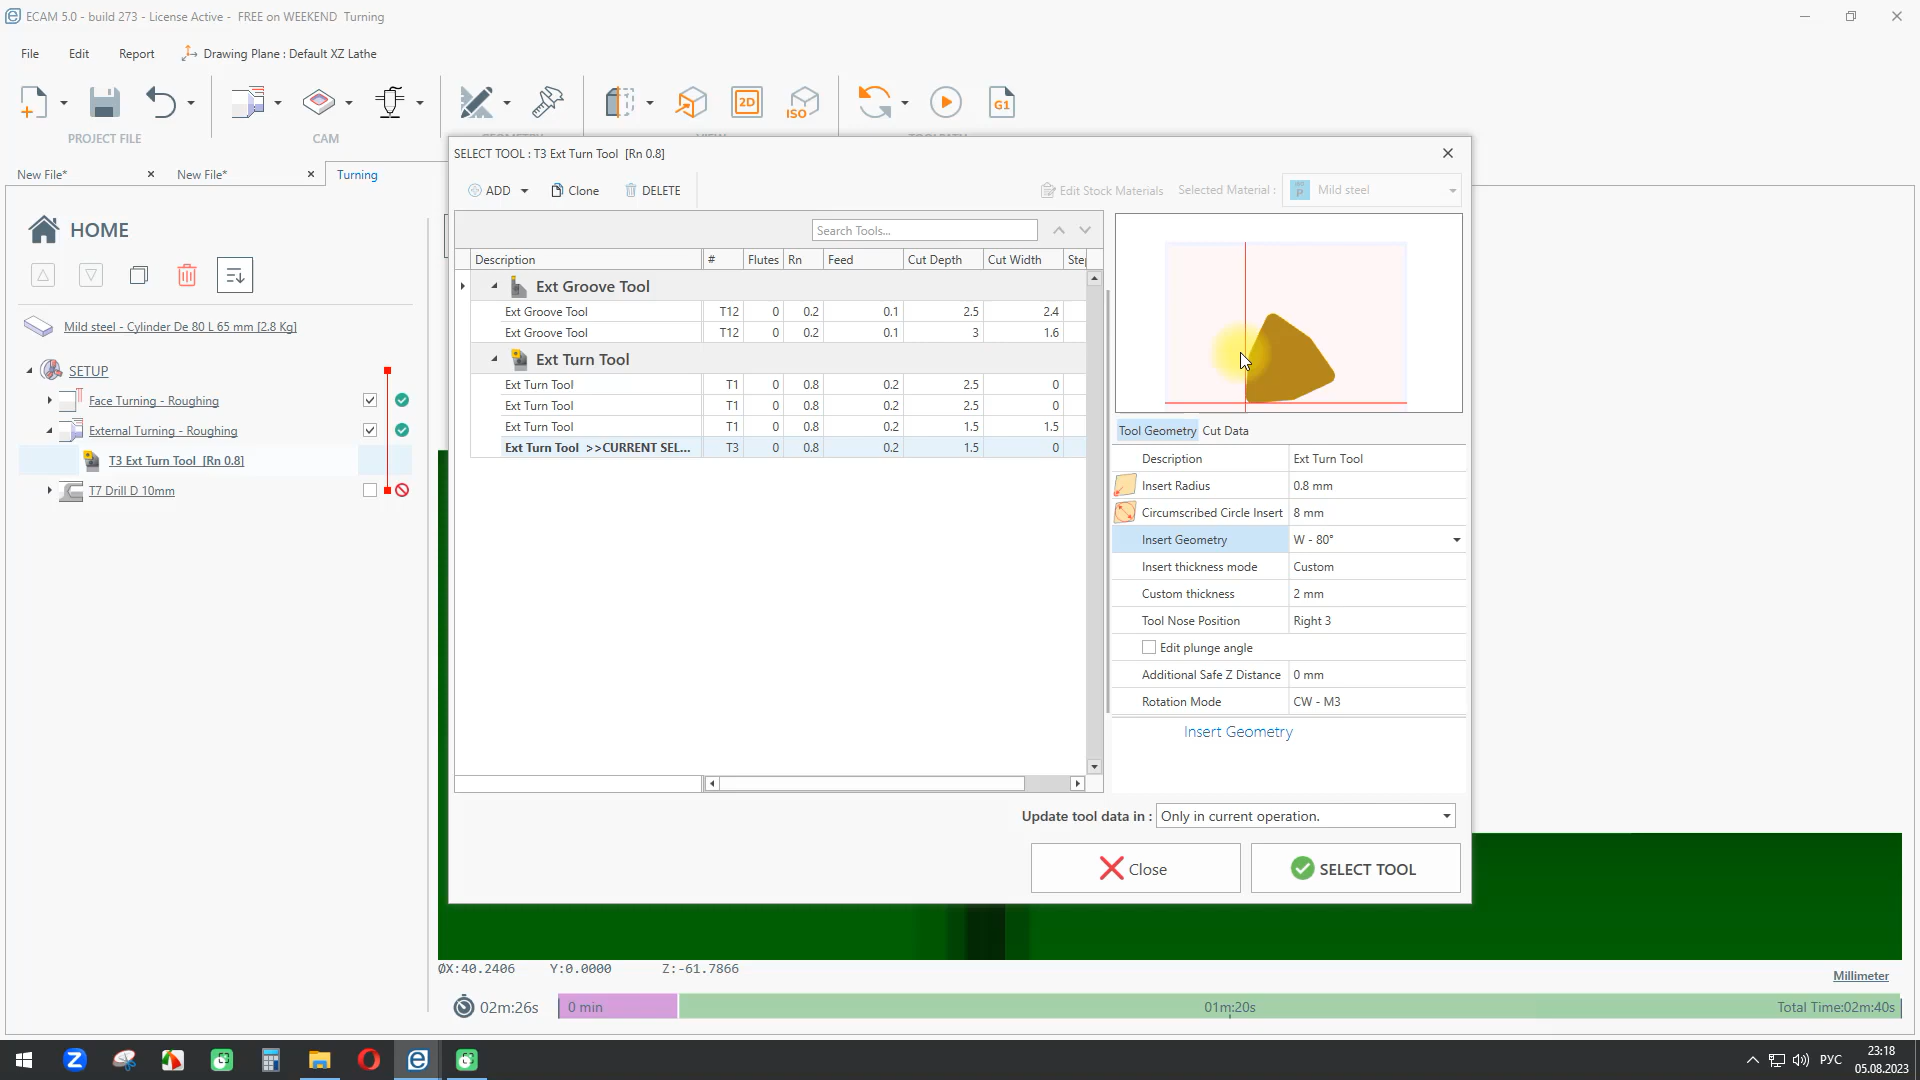 ECAM 5.0 - build 273 - License Active - FREE on WEEKEND Turning
File Edit Report Drawing Plane : Default XZ Lathe
2D ISO G1
PROJECT FILE CAM
New File* × New File* × Turning
HOME
Mild steel - Cylinder De 80 L 65 mm [2.8 Kg]
SETUP
Face Turning - Roughing
External Turning - Roughing
T3 Ext Turn Tool [Rn 0.8]
T7 Drill D 10mm
SELECT TOOL : T3 Ext Turn Tool [Rn 0.8]
ADD Clone DELETE Edit Stock Materials Selected Material : P Mild steel
Search Tools...
Description # Flutes Rn Feed Cut Depth Cut Width Step
Ext Groove Tool
Ext Groove Tool T12 0 0.2 0.1 2.5 2.4
Ext Groove Tool T12 0 0.2 0.1 3 1.6
Ext Turn Tool
Ext Turn Tool T1 0 0.8 0.2 2.5 0
Ext Turn Tool T1 0 0.8 0.2 2.5 0
Ext Turn Tool T1 0 0.8 0.2 1.5 1.5
Ext Turn Tool >>CURRENT SEL... T3 0 0.8 0.2 1.5 0
Tool Geometry Cut Data
Description Ext Turn Tool
Insert Radius 0.8 mm
Circumscribed Circle Insert 8 mm
Insert Geometry W - 80°
Insert thickness mode Custom
Custom thickness 2 mm
Tool Nose Position Right 3
Edit plunge angle
Additional Safe Z Distance 0 mm
Rotation Mode CW - M3
Insert Geometry
Update tool data in : Only in current operation.
Close SELECT TOOL
ØX:40.2406 Y:0.0000 Z:-61.7866
Millimeter
02m:26s 0 min 01m:20s Total Time:02m:40s
РУС 23:18
05.08.2023